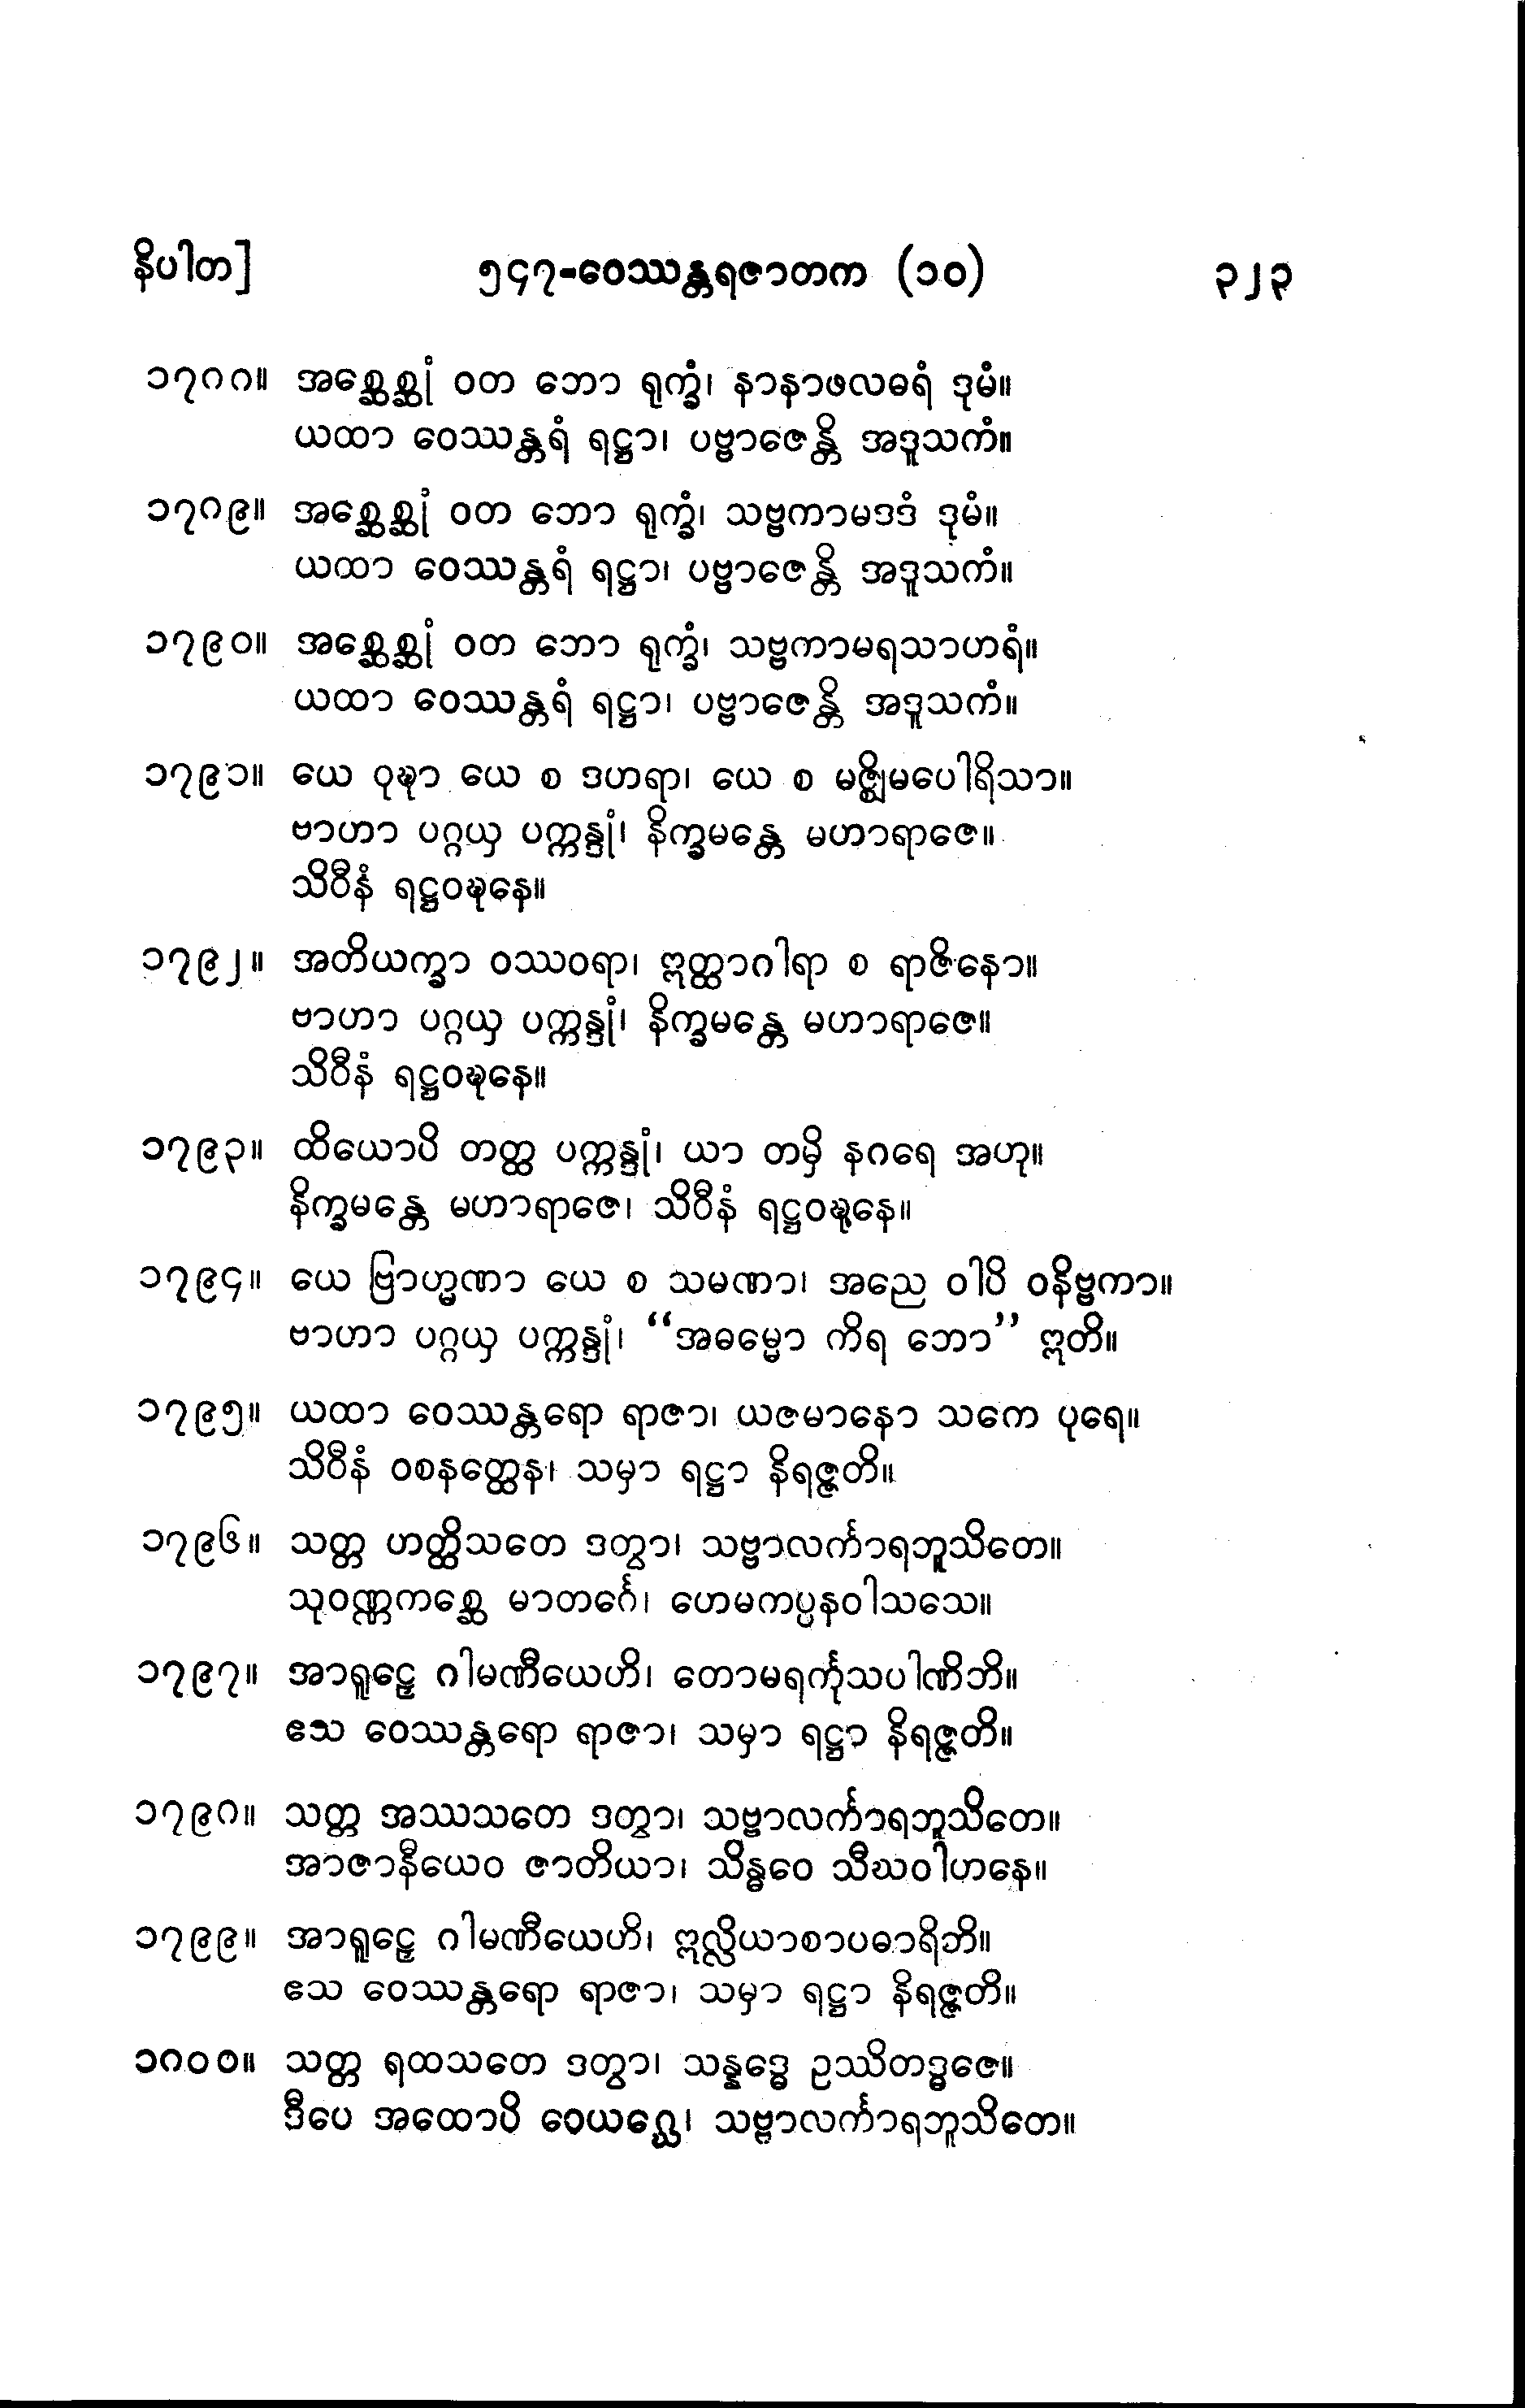 နိပါတ] ၅၄၇-ဝေဿန္တရဇာတက (၁၀) ၃၂၃
၁၇၈၈။ အစ္ဆေစ္ဆုံ ဝတ ဘော ရုက္ခံ၊ နာနာဖလဓရံ ဒုမံ။
ယထာ ဝေဿန္တရံ ရဋ္ဌာ၊ ပဗ္ဗာဇေန္တိ အဒူသကံ။
၁၇၈၉။ အစ္ဆေစ္ဆုံ ဝတ ဘော ရုက္ခံ၊ သဗ္ဗကာမဒဒံ ဒုမံ။
ယထာ ဝေဿန္တရံ ရဋ္ဌာ၊ ပဗ္ဗာဇေန္တိ အဒူသကံ။
၁၇၉၀။ အစ္ဆေစ္ဆုံ ဝတ ဘော ရုက္ခံ၊ သဗ္ဗကာမရသာဟရံ။
ယထာ ဝေဿန္တရံ ရဋ္ဌာ၊ ပဗ္ဗာဇေန္တိ အဒူသကံ။
၁၇၉၁။ ယေ ဝုဍ္ဎာ ယေ စ ဒဟရာ၊ ယေ စ မဇ္ဈိမပေါရိသာ။
ဗာဟာ ပဂ္ဂယှ ပက္ကန္ဒုံ၊ နိက္ခမန္တေ မဟာရာဇေ။
သိဝီနံ ရဋ္ဌဝဍ္ဎနေ။
၁၇၉၂။ အတိယက္ခာ ဝဿဝရာ၊ ဣတ္ထာဂါရာ စ ရာဇိနော။
ဗာဟာ ပဂ္ဂယှ ပက္ကန္ဒုံ၊ နိက္ခမန္တေ မဟာရာဇေ။
သိဝီနံ ရဋ္ဌဝဍ္ဎနေ။
၁၇၉၃။ ထိယောပိ တတ္ထ ပက္ကန္ဒုံ၊ ယာ တမှိ နဂရေ အဟု။
နိက္ခမန္တေ မဟာရာဇေ၊ သိဝီနံ ရဋ္ဌဝဍ္ဎနေ။
၁၇၉၄။ ယေ ဗြာဟ္မဏာ ယေ စ သမဏာ၊ အညေ ဝါပိ ဝနိဗ္ဗကာ။
ဗာဟာ ပဂ္ဂယှ ပက္ကန္ဒုံ၊ “အဓမ္မော ကိရ ဘော” ဣတိ။
၁၇၉၅။ ယထာ ဝေဿန္တရော ရာဇာ၊ ယဇမာနော သကေ ပုရေ။
သိဝီနံ ဝစနတ္ထေန၊ သမှာ ရဋ္ဌာ နိရဇ္ဇတိ။
၁၇၉၆။ သတ္တ ဟတ္ထိသတေ ဒတွာ၊ သဗ္ဗာလင်္ကာရဘူသိတေ။
သုဝဏ္ဏကစ္ဆေ မာတင်္ဂေ၊ ဟေမကပ္ပနဝါသသေ။
၁၇၉၇။ အာရူဠှေ ဂါမဏီယေဟိ၊ တောမရင်္ကုသပါဏိဘိ။
ဧသ ဝေဿန္တရော ရာဇာ၊ သမှာ ရဋ္ဌာ နိရဇ္ဇတိ။
၁၇၉၈။ သတ္တ အဿသတေ ဒတွာ၊ သဗ္ဗာလင်္ကာရဘူသိတေ။
အာဇာနီယေဝ ဇာတိယာ၊ သိန္ဓဝေ သီဃဝါဟနေ။
၁၇၉၉။ အာရူဠှေ ဂါမဏီယေဟိ၊ ဣလ္လိယာစာပဓာရိဘိ။
ဧသ ဝေဿန္တရော ရာဇာ၊ သမှာ ရဋ္ဌာ နိရဇ္ဇတိ။
၁၈၀၀။ သတ္တ ရထသတေ ဒတွာ၊ သန္နဒ္ဓေ ဥဿိတဒ္ဓဇေ။
ဒီပေ အထောပိ ဝေယဂ္ဃေ၊ သဗ္ဗာလင်္ကာရဘူသိတေ။